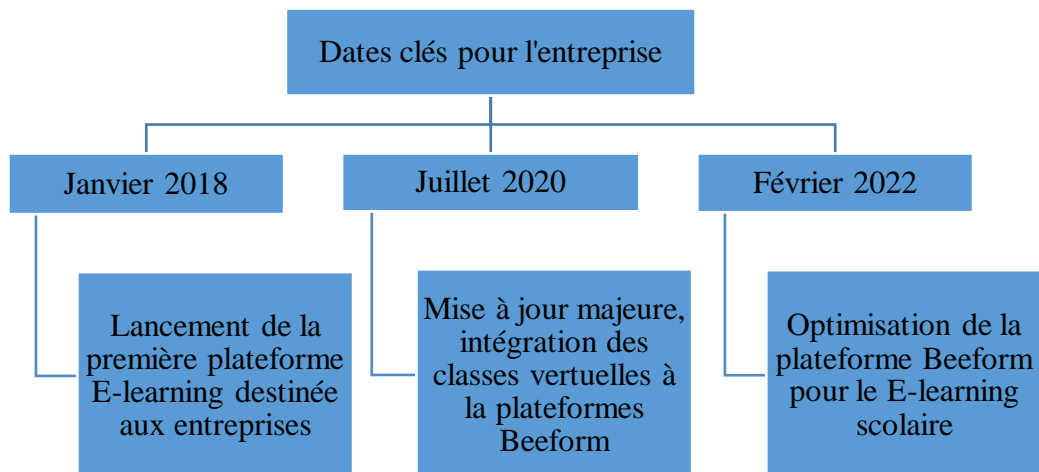 Dates clés pour l'entreprise
Janvier 2018
Juillet 2020
Février 2022
Lancement de la
première plateforme
E-learning destinée
aux entreprises
Mise à jour majeure,
intégration des
classes vertuelles à
la plateformes
Beeform
Optimisation de la
plateforme Beeform
pour le E-learning
scolaire